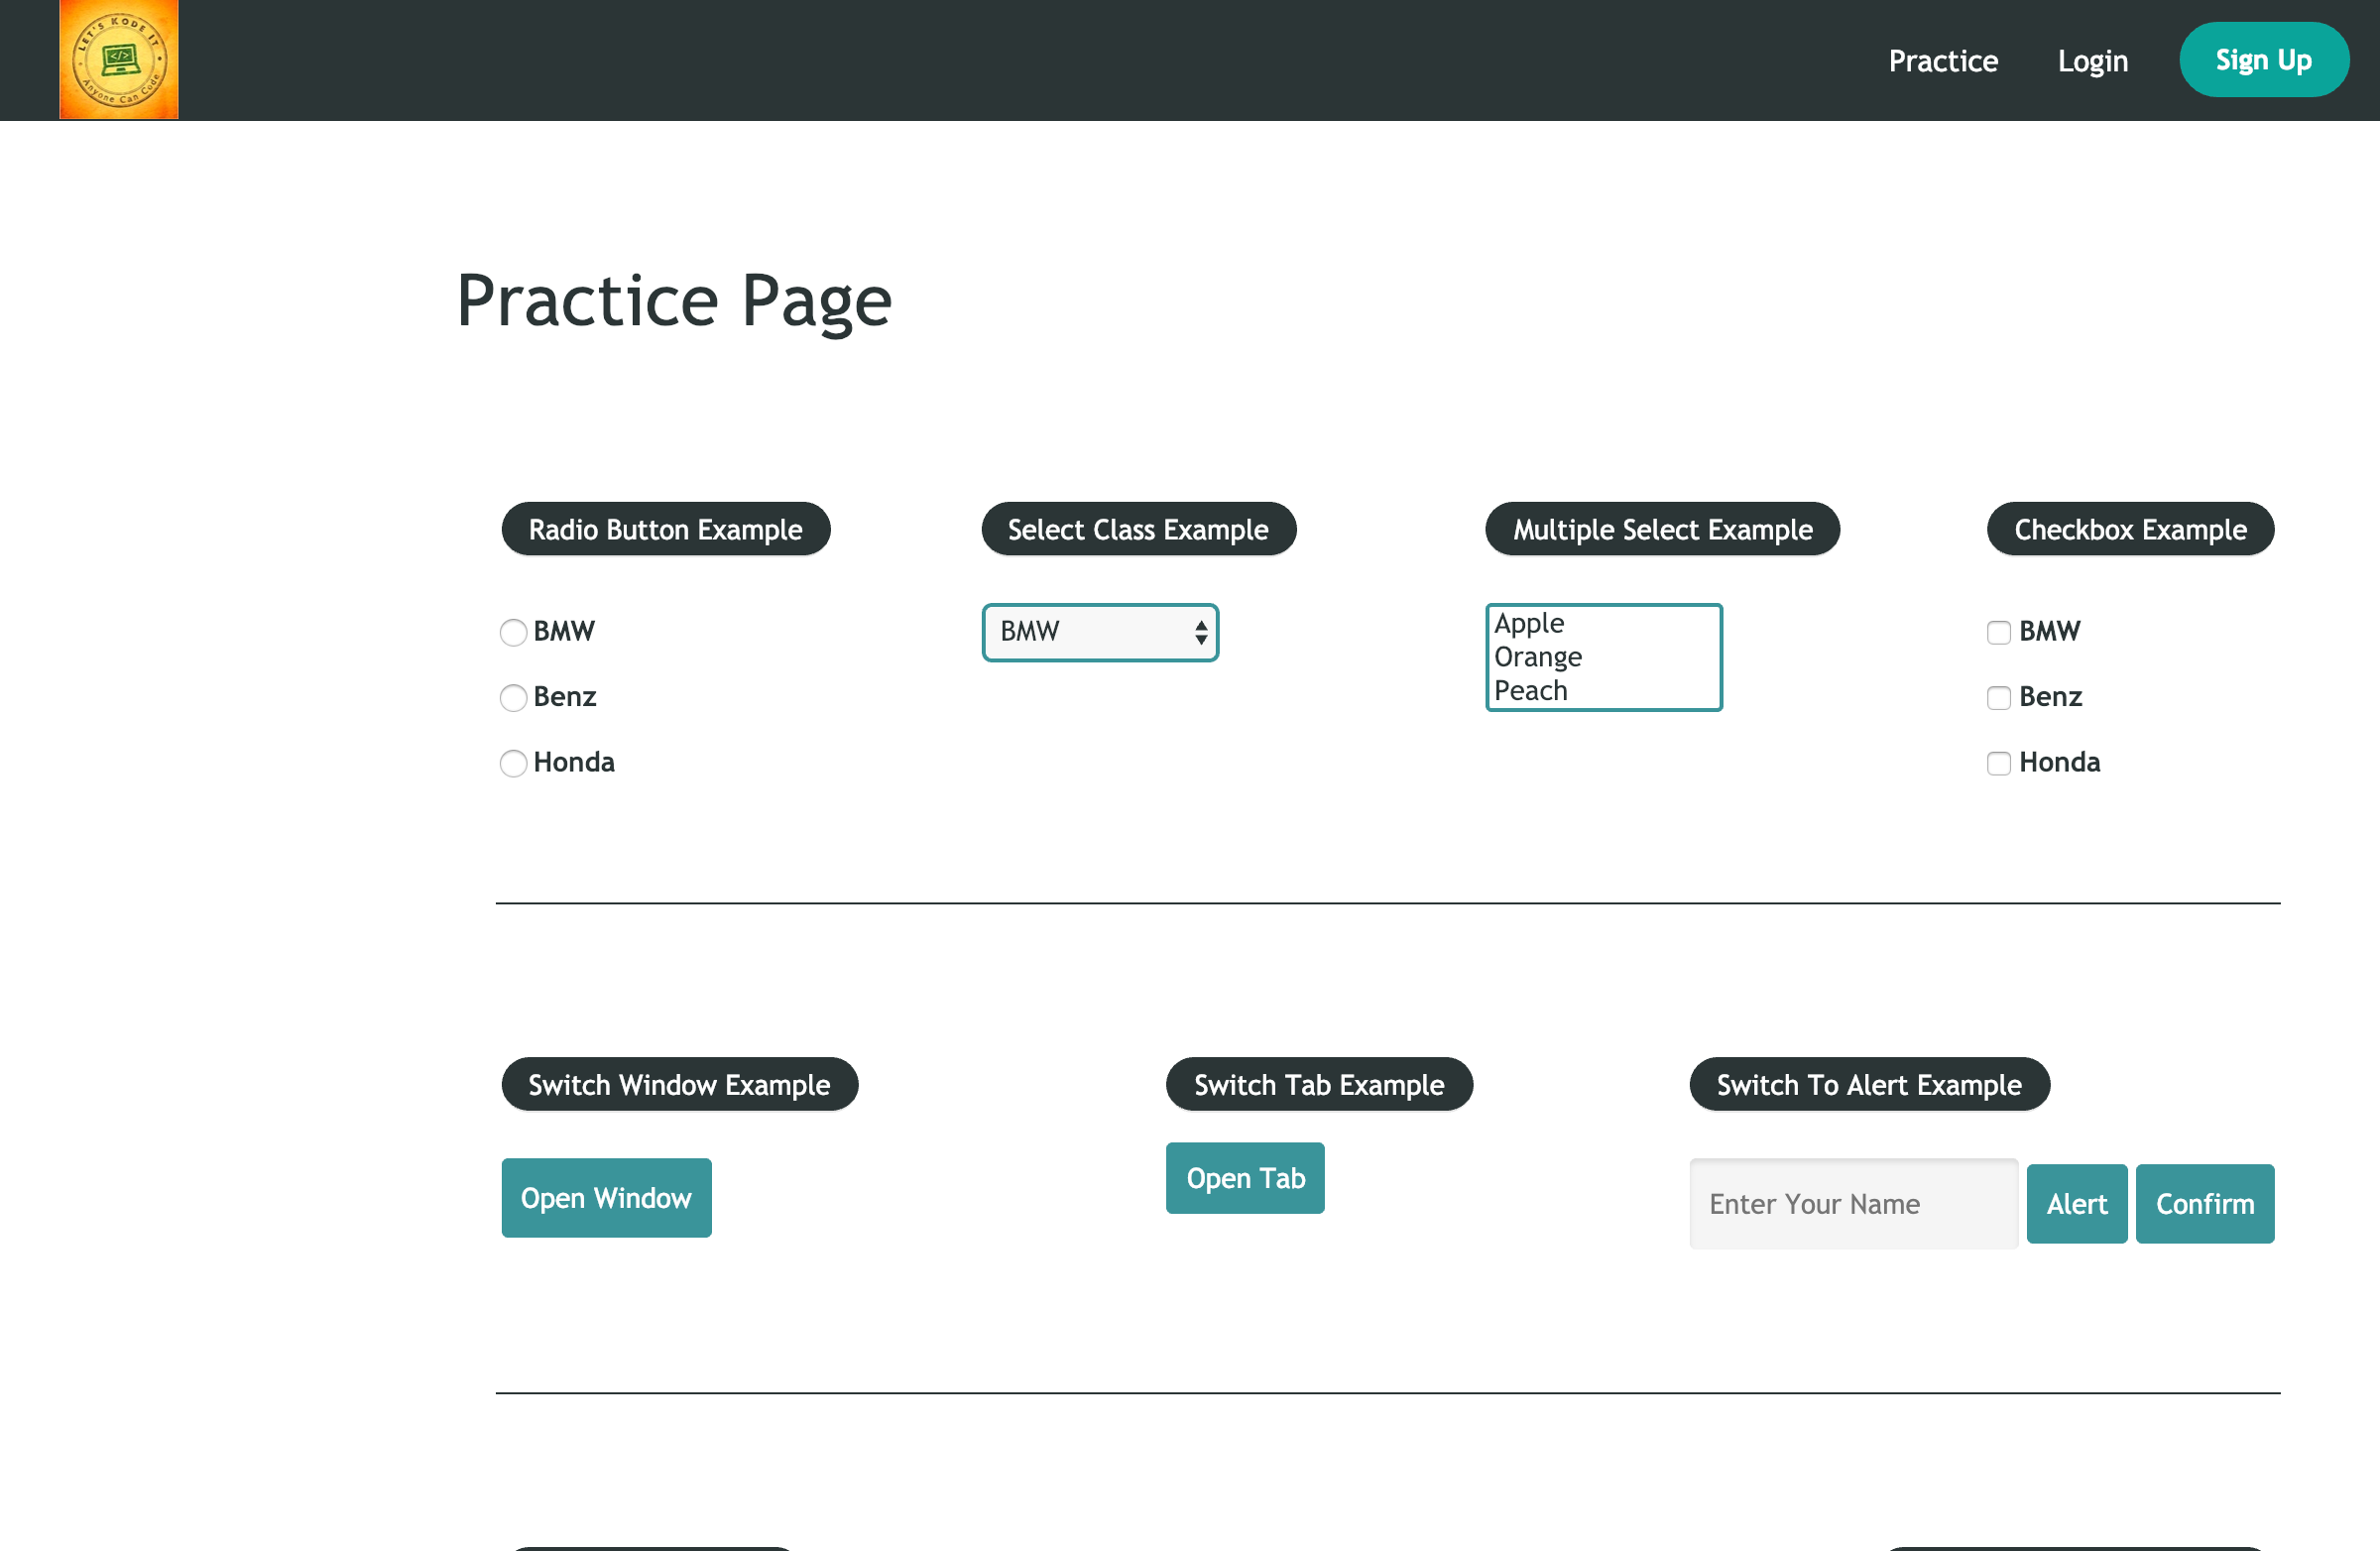 LET'S KODE IT
</>
Anyone Can Code
Practice Login Sign Up
Practice Page
Radio Button Example Select Class Example Multiple Select Example Checkbox Example
BMW BMW Apple BMW
Orange
Benz Peach Benz
Honda Honda
Switch Window Example Switch Tab Example Switch To Alert Example
Open Window Open Tab Enter Your Name Alert Confirm